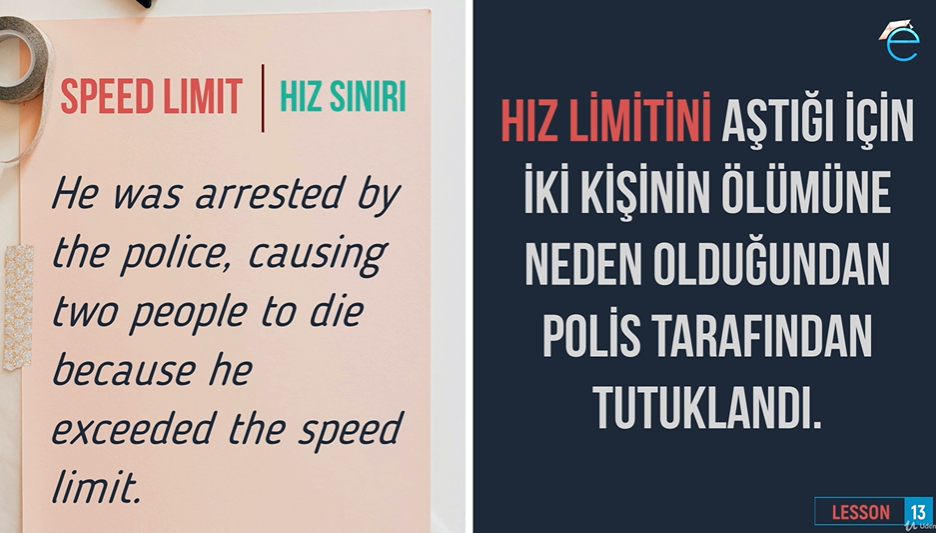 SPEED LIMIT | HIZ SINIRI
He was arrested by
the police, causing
two people to die
because he
exceeded the speed
limit.
HIZ LİMİTİNİ AŞTIĞI İÇİN
İKİ KİŞİNİN ÖLÜMÜNE
NEDEN OLDUĞUNDAN
POLİS TARAFINDAN
TUTUKLANDI.
LESSON 13